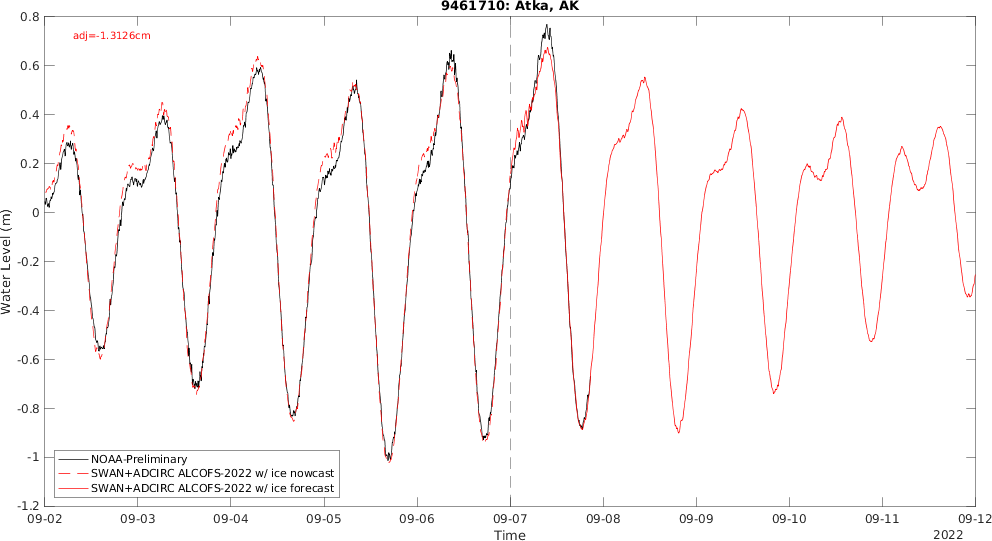 9461710: Atka, AK
adj=-1.3126cm
0.8
0.6
0.4
0.2
0
-0.2
-0.4
-0.6
-0.8
-1
-1.2
Water Level (m)
NOAA-Preliminary
SWAN+ADCIRC ALCOFS-2022 w/ ice nowcast
SWAN+ADCIRC ALCOFS-2022 w/ ice forecast
09-02 09-03 09-04 09-05 09-06 09-07 09-08 09-09 09-10 09-11 09-12
Time
2022